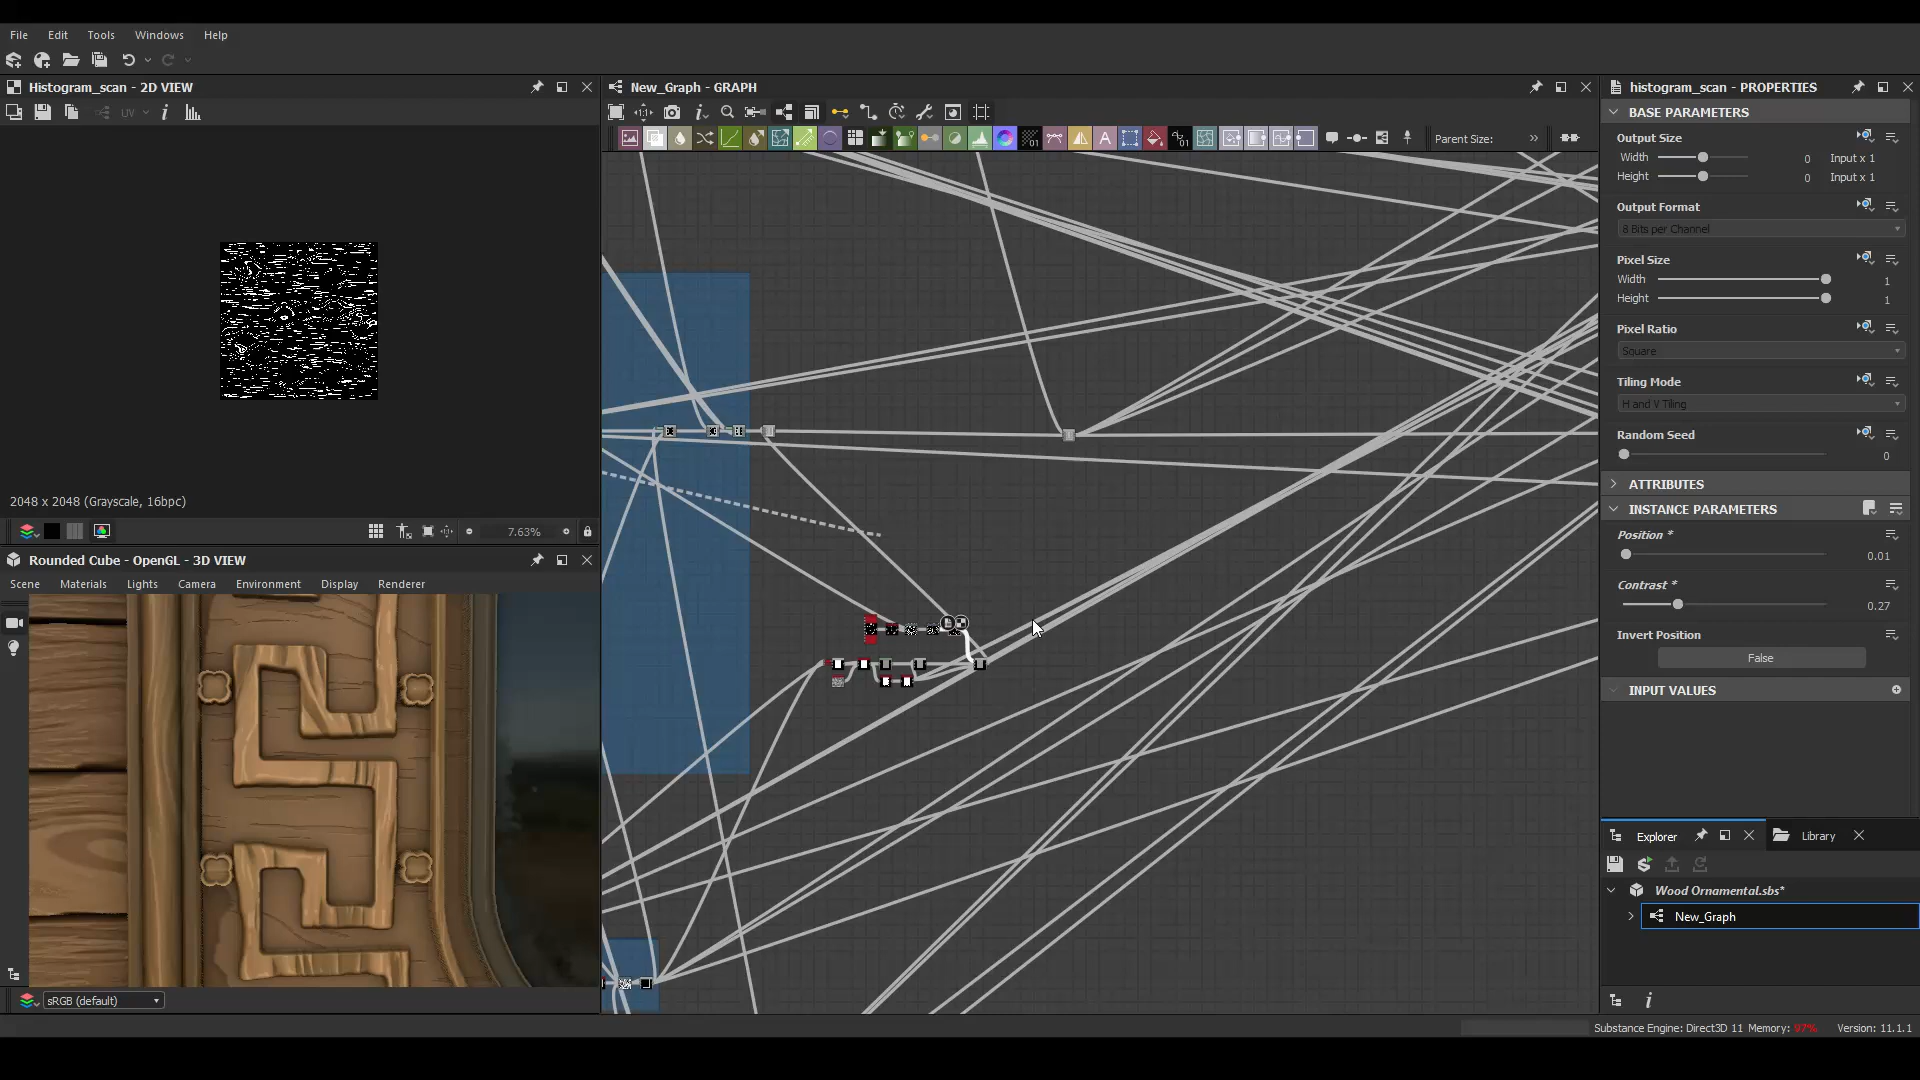 File Edit Tools Windows Help
Histogram_scan - 2D VIEW
UV
2048 x 2048 (Grayscale, 16bpc)
7.63%
Rounded Cube - OpenGL - 3D VIEW
Scene Materials Lights Camera Environment Display Renderer
sRGB (default)
New_Graph - GRAPH
Parent Size:
histogram_scan - PROPERTIES
BASE PARAMETERS
Output Size
Width 0 Input x 1
Height 0 Input x 1
Output Format
8 Bits per Channel
Pixel Size
Width 1
Height 1
Pixel Ratio
Square
Tiling Mode
H and V Tiling
Random Seed
0
ATTRIBUTES
INSTANCE PARAMETERS
Position *
0.01
Contrast *
0.27
Invert Position
False
INPUT VALUES
Explorer Library
Wood Ornamental.sbs*
New_Graph
Substance Engine: Direct3D 11 Memory: 97% Version: 11.1.1